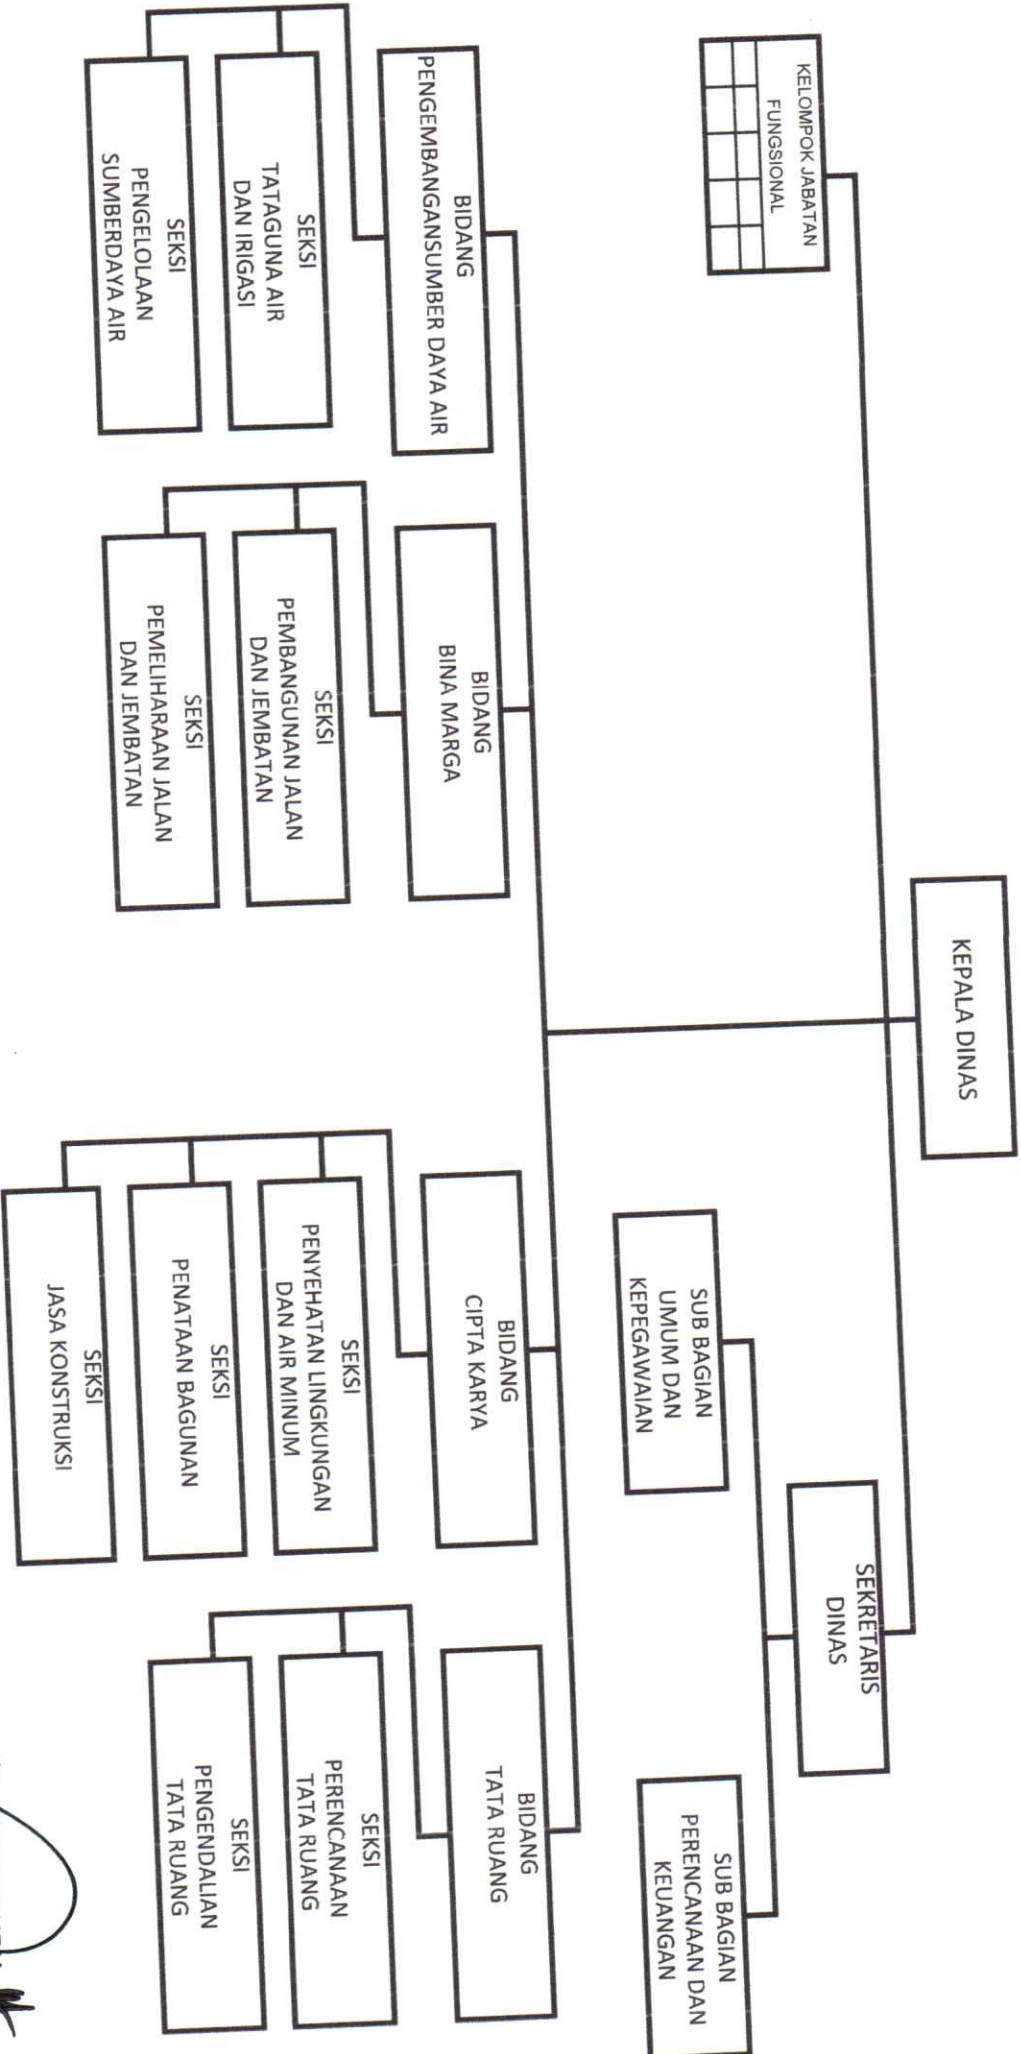 KEPALA DINAS
KELOMPOK JABATAN
FUNGSIONAL
SEKRETARIS
DINAS
SUB BAGIAN
UMUM DAN
KEPEGAWAIAN
SUB BAGIAN
PERENCANAAN DAN
KEUANGAN
BIDANG
PENGEMBANGANSUMBER DAYA AIR
SEKSI
TATAGUNA AIR
DAN IRIGASI
SEKSI
PENGELOLAAN
SUMBERDAYA AIR
BIDANG
BINA MARGA
SEKSI
PEMBANGUNAN JALAN
DAN JEMBATAN
SEKSI
PEMELIHARAAN JALAN
DAN JEMBATAN
BIDANG
CIPTA KARYA
SEKSI
PENYEHATAN LINGKUNGAN
DAN AIR MINUM
SEKSI
PENATAAN BAGUNAN
SEKSI
JASA KONSTRUKSI
BIDANG
TATA RUANG
SEKSI
PERENCANAAN
TATA RUANG
SEKSI
PENGENDALIAN
TATA RUANG